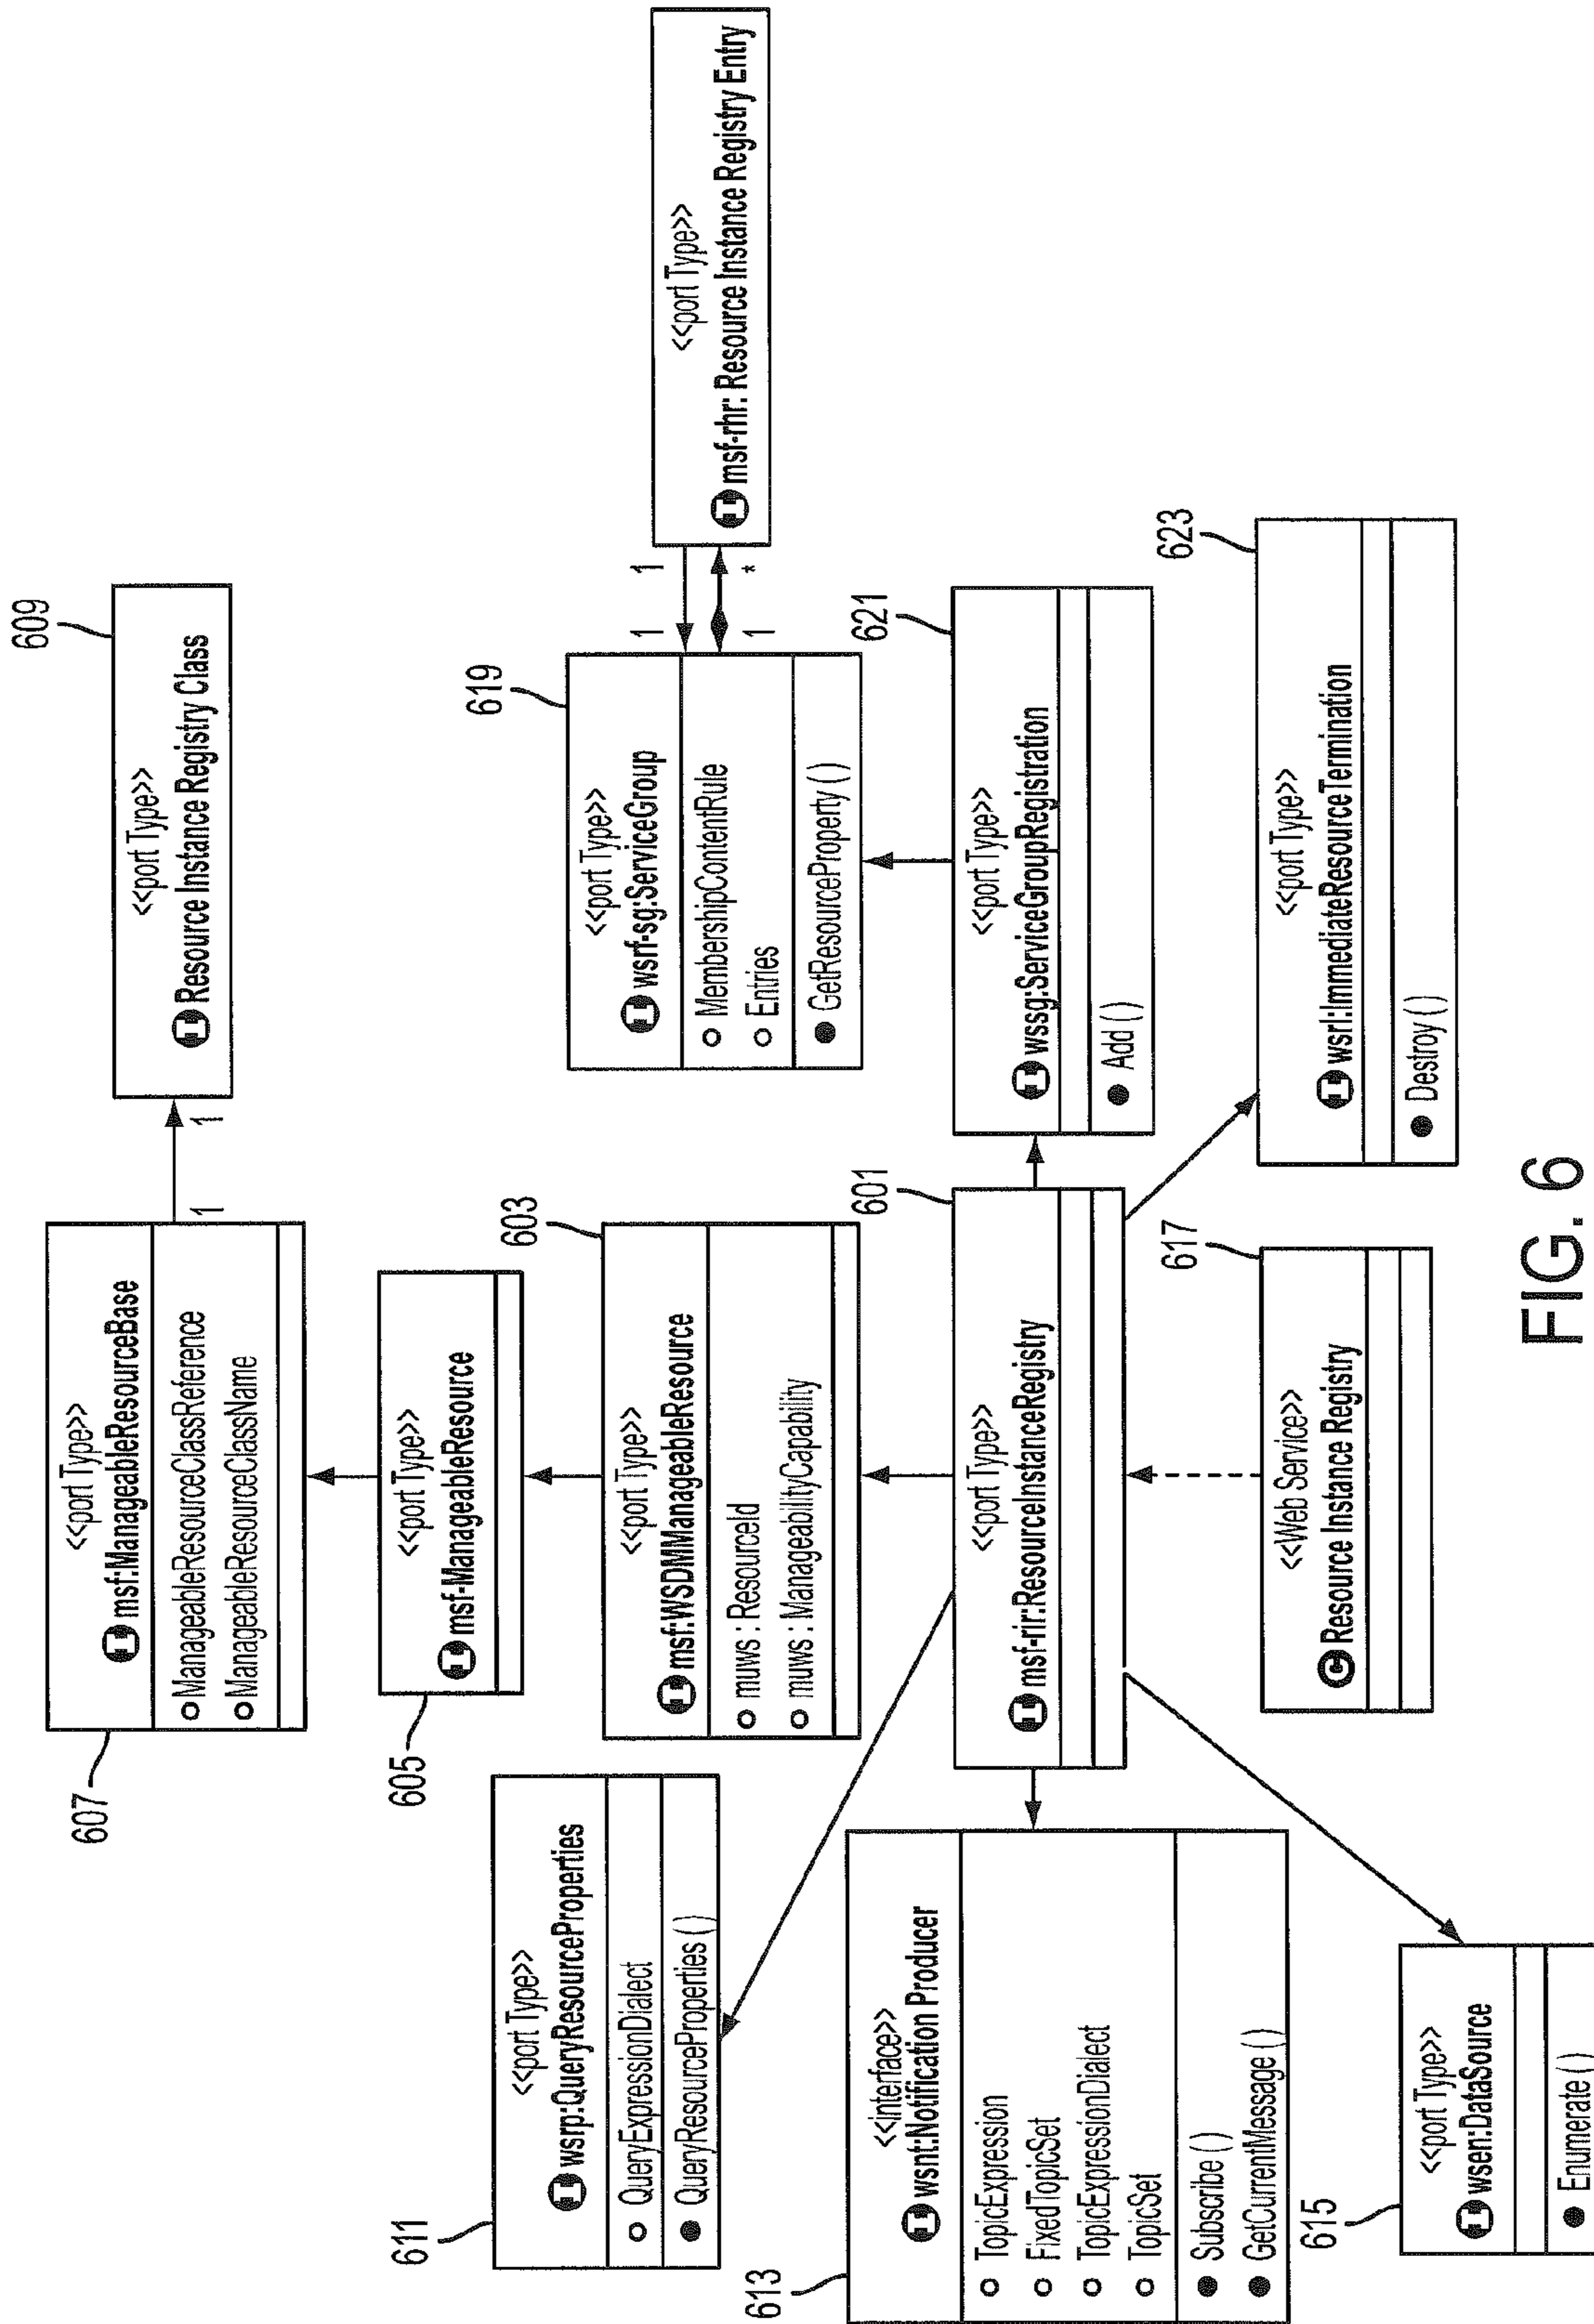 607
<<port Type>>
msf:ManageableResourceBase
ManageableResourceClassReference
ManageableResourceClassName
1
1
609
<<port Type>>
Resource Instance Registry Class
605
<<port Type>>
msf-ManageableResource
611
<<port Type>>
wsrp:QueryResourceProperties
QueryExpressionDialect
QueryResourceProperties ( )
603
<<port Type>>
msf:WSDMManageableResource
muws : ResourceId
muws : ManageabilityCapability
619
<<port Type>>
wsrf-sg:ServiceGroup
MembershipContentRule
Entries
GetResourceProperty ( )
1
1
1
*
<<port Type>>
msf-rhr: Resource Instance Registry Entry
613
<<interface>>
wsnt:Notification Producer
TopicExpression
FixedTopicSet
TopicExpressionDialect
TopicSet
Subscribe ( )
GetCurrentMessage ( )
601
<<port Type>>
msf-rir:ResourceInstanceRegistry
621
<<port Type>>
wssg:ServiceGroupRegistration
Add ( )
615
<<port Type>>
wsen:DataSource
Enumerate ( )
617
<<Web Service>>
Resource Instance Registry
623
<<port Type>>
wsrl:ImmediateResourceTermination
Destroy ( )
FIG. 6